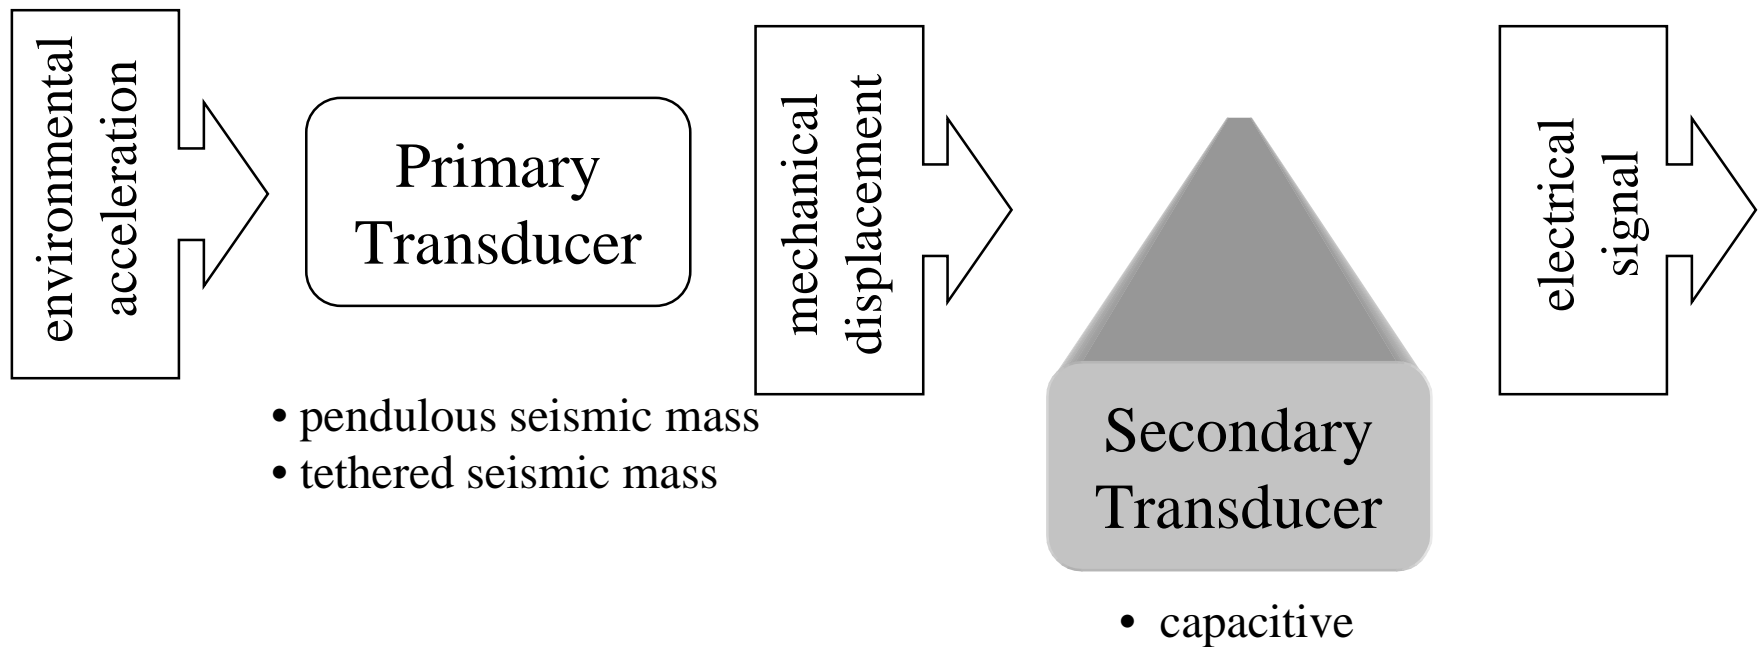 environmental
acceleration
Primary
Transducer
• pendulous seismic mass
• tethered seismic mass
mechanical
displacement
Secondary
Transducer
• capacitive
electrical
signal